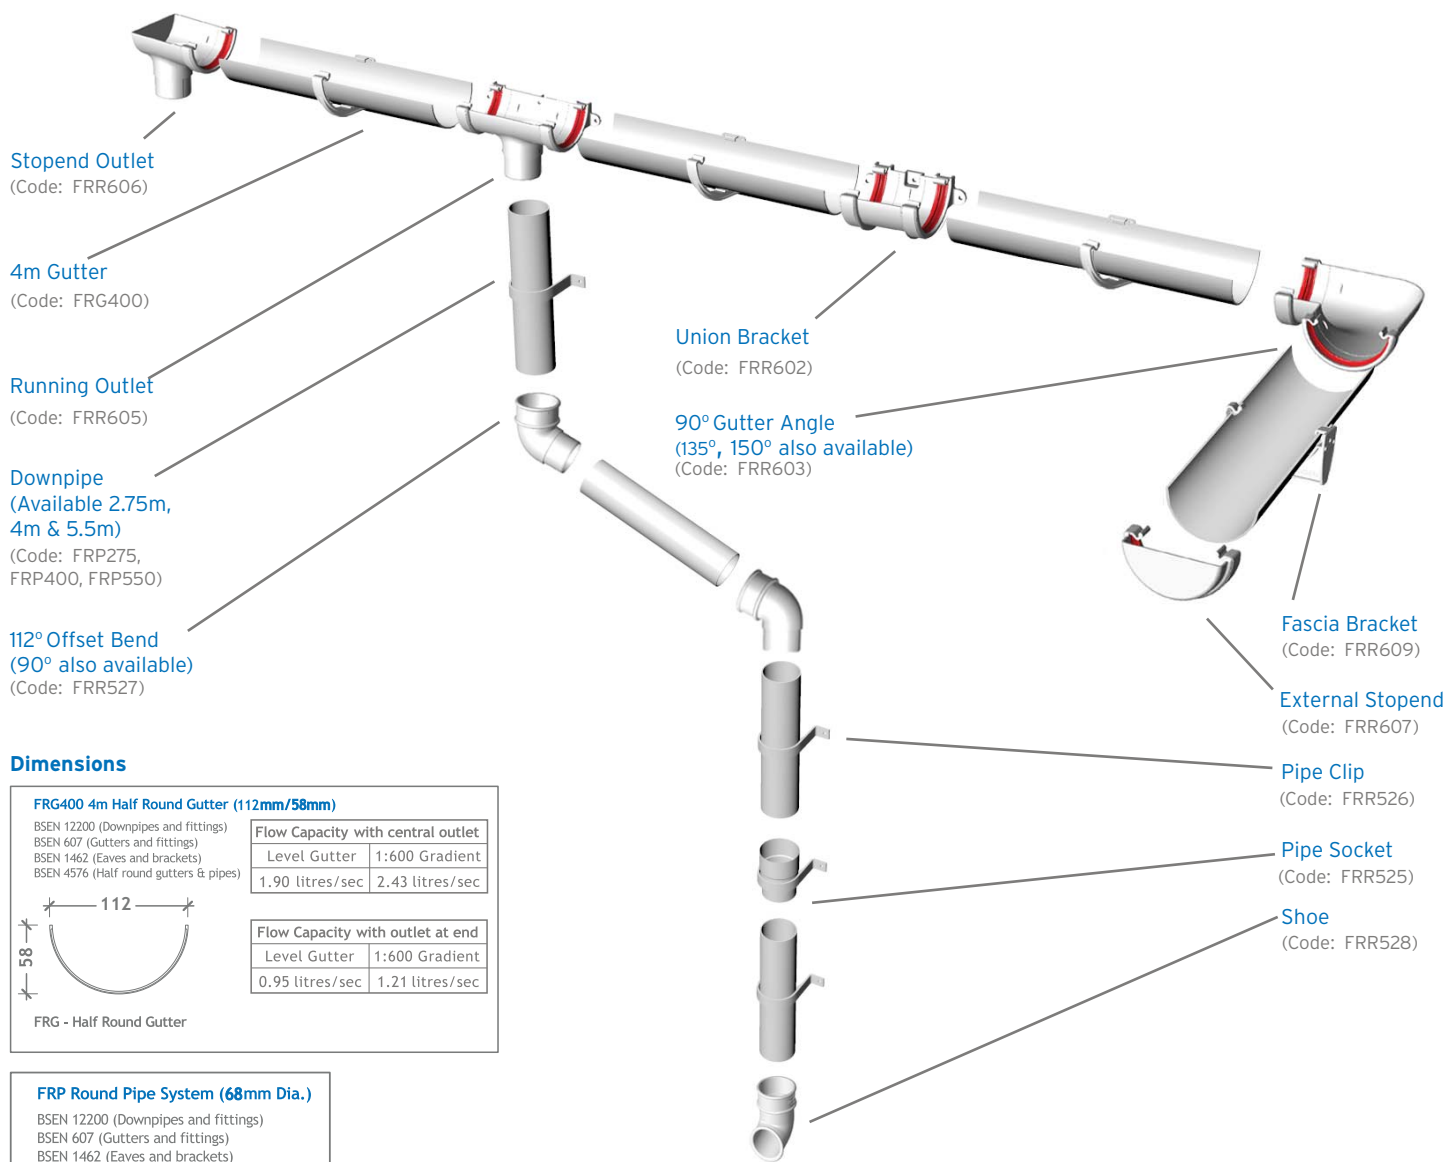 Stopend Outlet
(Code: FRR606)
4m Gutter
(Code: FRG400)
Running Outlet
(Code: FRR605)
Downpipe
(Available 2.75m,
4m & 5.5m)
(Code: FRP275,
FRP400, FRP550)
112º Offset Bend
(90º also available)
(Code: FRR527)
Union Bracket
(Code: FRR602)
90º Gutter Angle
(135º, 150º also available)
(Code: FRR603)
Fascia Bracket
(Code: FRR609)
External Stopend
(Code: FRR607)
Pipe Clip
(Code: FRR526)
Pipe Socket
(Code: FRR525)
Shoe
(Code: FRR528)
Dimensions
FRG400 4m Half Round Gutter (112mm/58mm)
BSEN 12200 (Downpipes and fittings)
BSEN 607 (Gutters and fittings)
BSEN 1462 (Eaves and brackets)
BSEN 4576 (Half round gutters & pipes)
Flow Capacity with central outlet
Level Gutter 1:600 Gradient
1.90 litres/sec 2.43 litres/sec
112
58
Flow Capacity with outlet at end
Level Gutter 1:600 Gradient
0.95 litres/sec 1.21 litres/sec
FRG - Half Round Gutter
FRP Round Pipe System (68mm Dia.)
BSEN 12200 (Downpipes and fittings)
BSEN 607 (Gutters and fittings)
BSEN 1462 (Eaves and brackets)